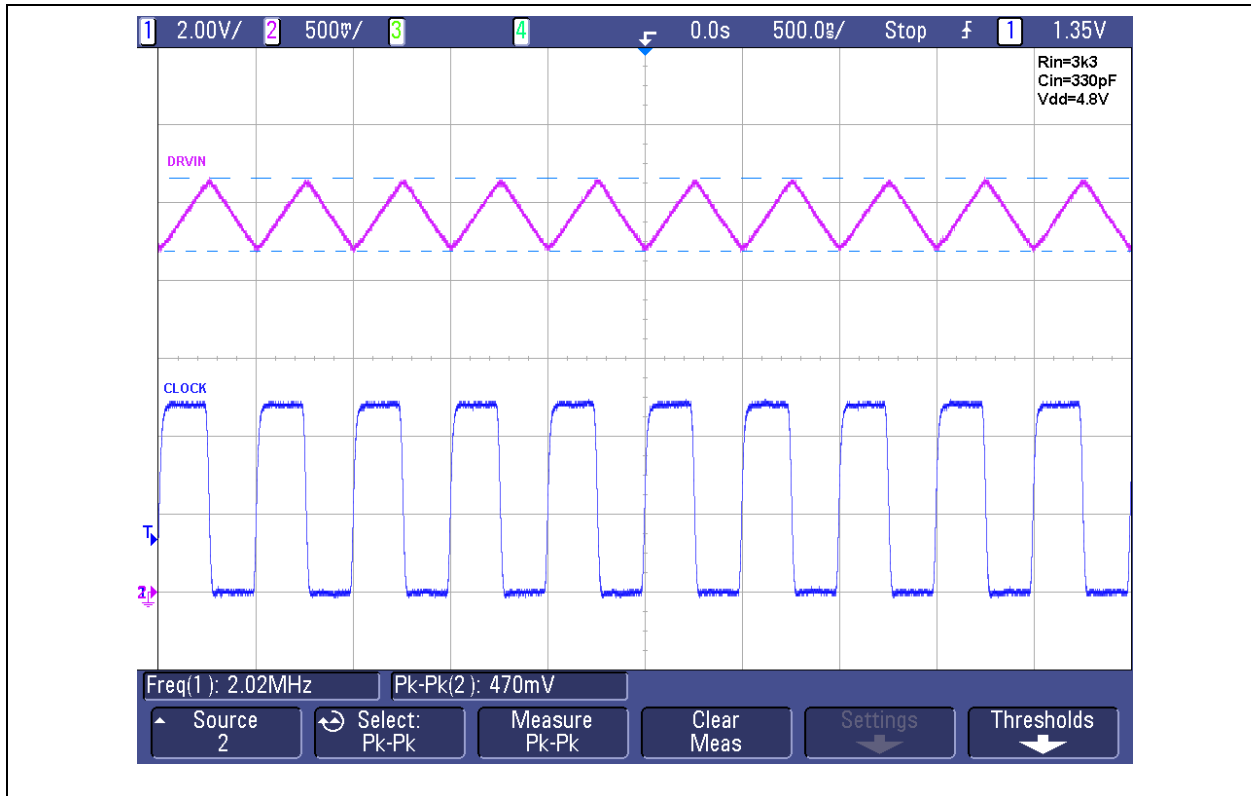 1 2.00V/ 2 500mV/ 3 4 0.0s 500.0ns/ Stop 1 1.35V
Rin=3k3
Cin=330pF
Vdd=4.8V
DRVIN
CLOCK
T
Freq(1): 2.02MHz Pk-Pk(2): 470mV
Source Select: Measure Clear Settings Thresholds
2 Pk-Pk Pk-Pk Meas